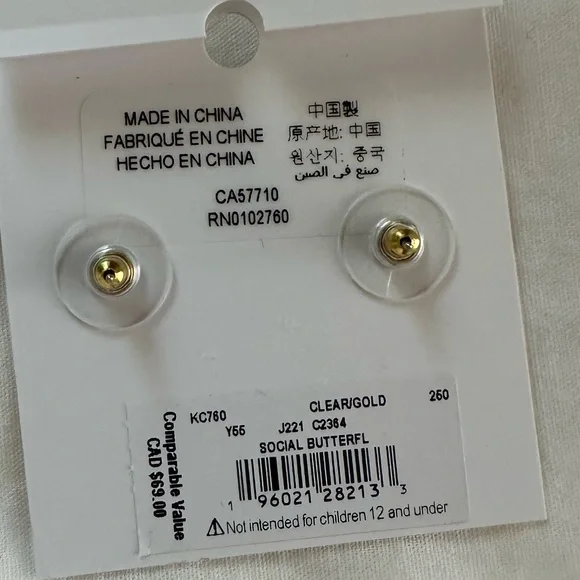 MADE IN CHINA
FABRIQUÉ EN CHINE
HECHO EN CHINA
中国製
原产地: 中国
원산지: 중국
صنع في الصين
CA57710
RN0102760
KC760 CLEAR/GOLD 250
Y55 J221 C2364
SOCIAL BUTTERFL
1 96021 28213 3
⚠Not intended for children 12 and under
Comparable Value
CAD $69.00